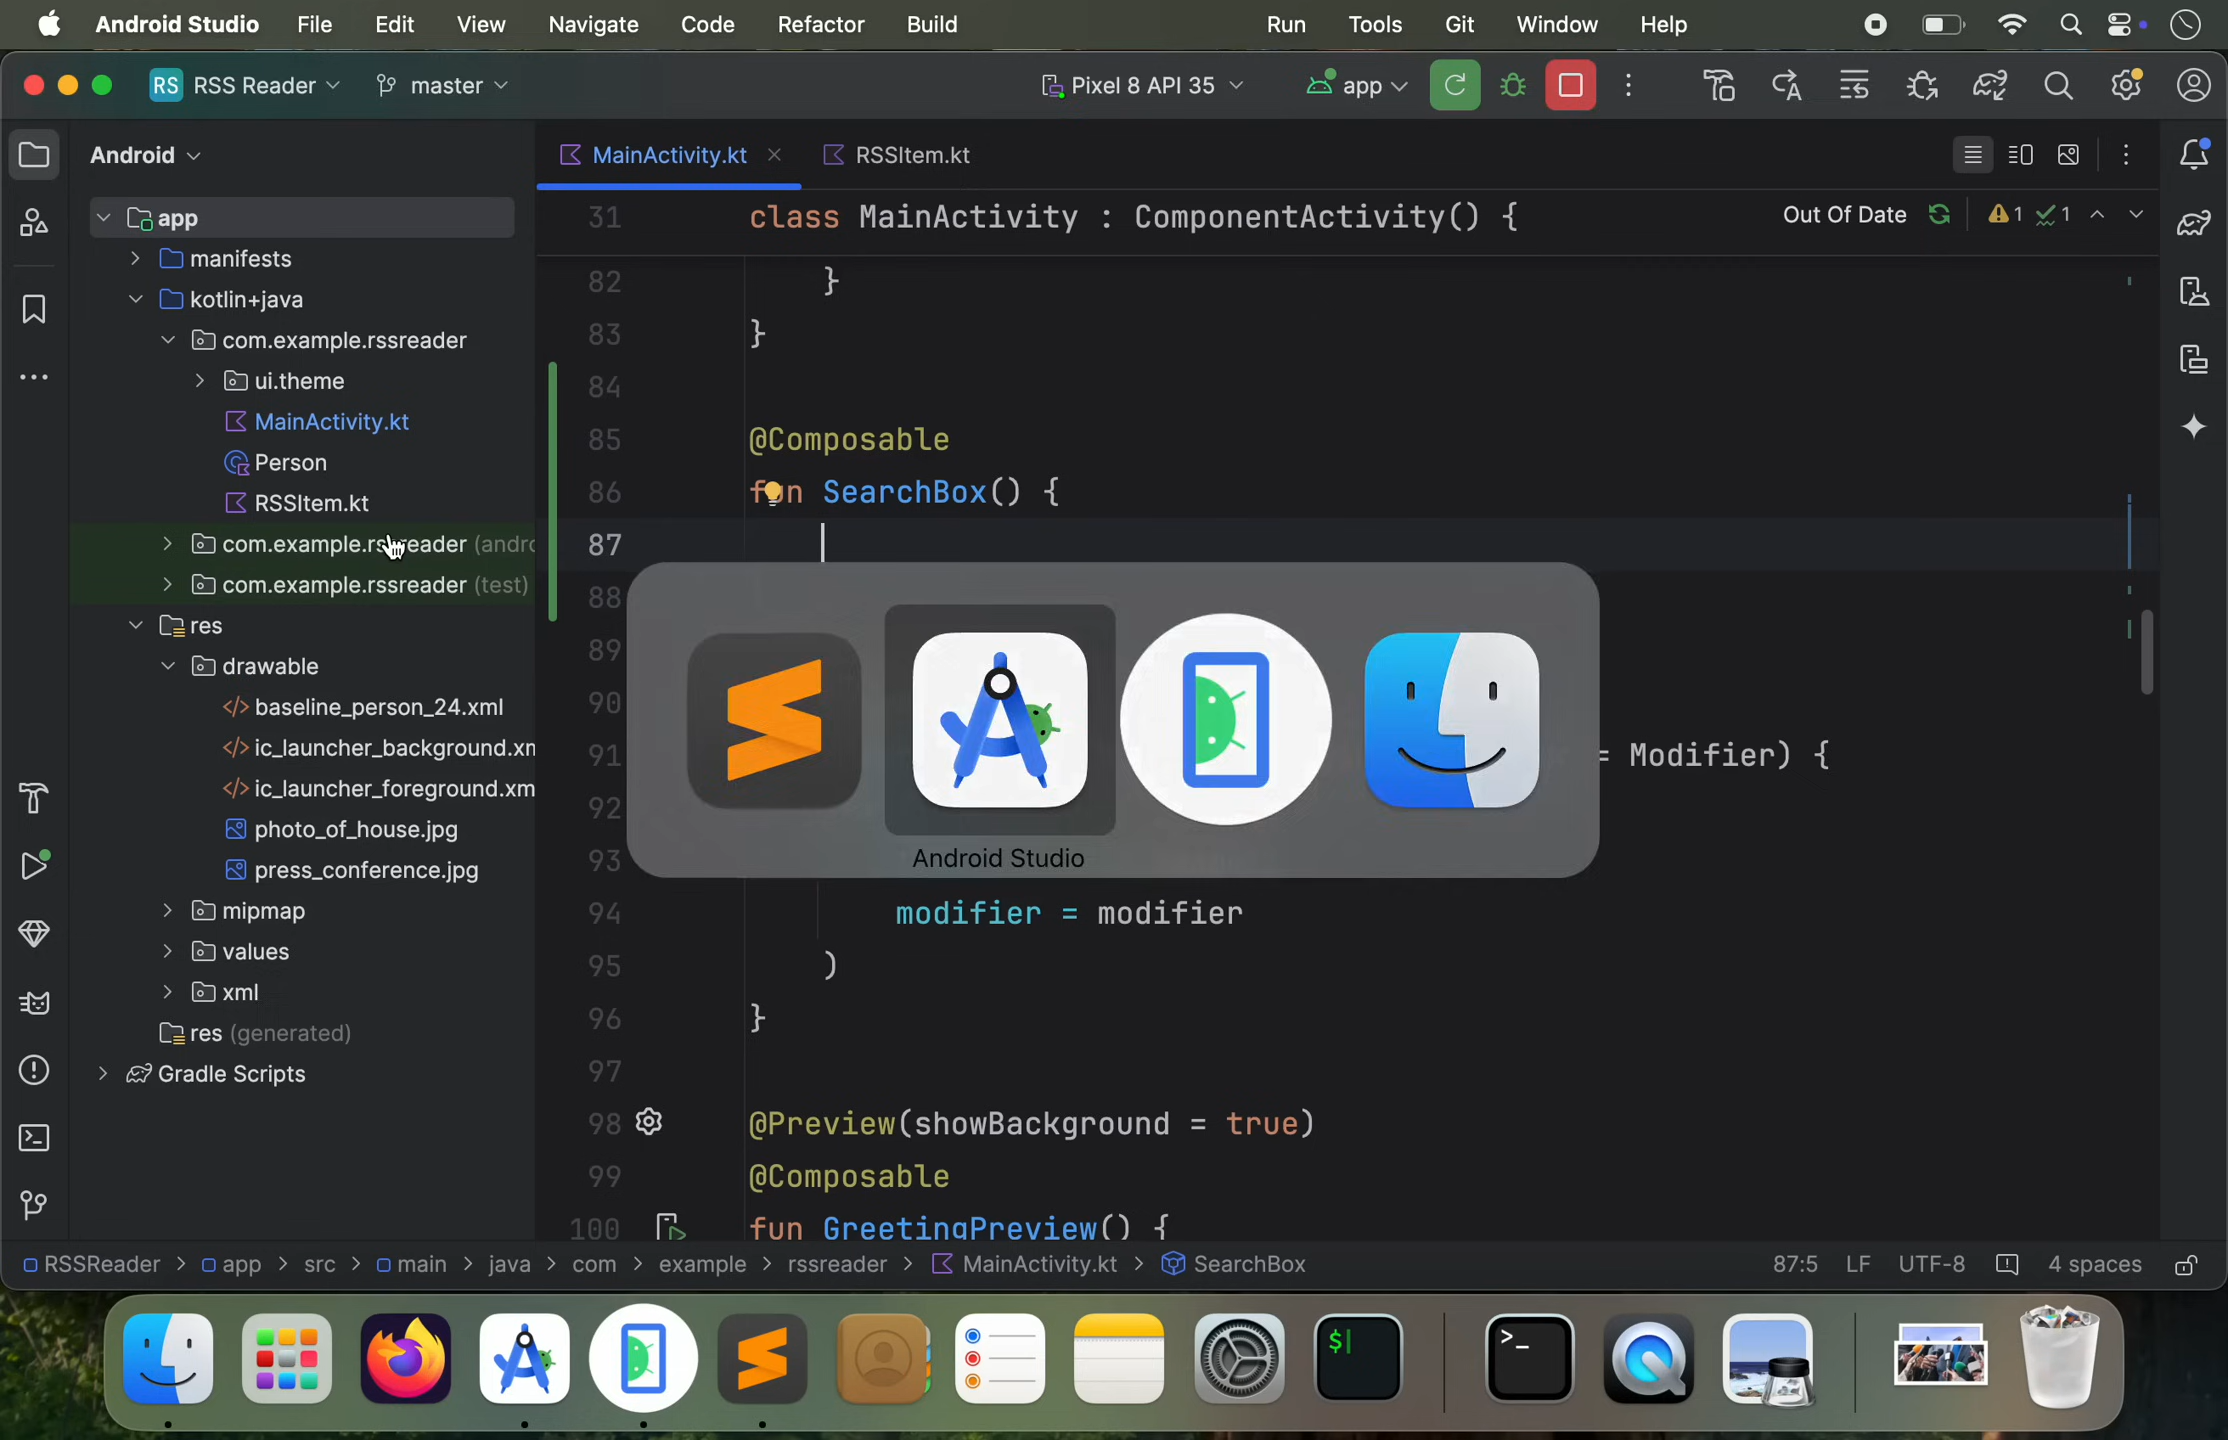 Android Studio File Edit View Navigate Code Refactor Build Run Tools Git Window Help
RS RSS Reader master Pixel 8 API 35 app
Android
MainActivity.kt RSSItem.kt
app
manifests
kotlin+java
com.example.rssreader
ui.theme
MainActivity.kt
Person
RSSItem.kt
com.example.rssreader (andro
com.example.rssreader (test)
res
drawable
baseline_person_24.xml
ic_launcher_background.xm
ic_launcher_foreground.xm
photo_of_house.jpg
press_conference.jpg
mipmap
values
xml
res (generated)
Gradle Scripts
31 class MainActivity : ComponentActivity() {
Out Of Date 1 1
82 }
83 }
84
85 @Composable
86 fun SearchBox() {
87
88
89
90
91 = Modifier) {
92
93
94 modifier = modifier
95 )
96 }
97
98 @Preview(showBackground = true)
99 @Composable
100 fun GreetingPreview() {
Android Studio
RSSReader > app > src > main > java > com > example > rssreader > MainActivity.kt > SearchBox
87:5 LF UTF-8 4 spaces
$
>_